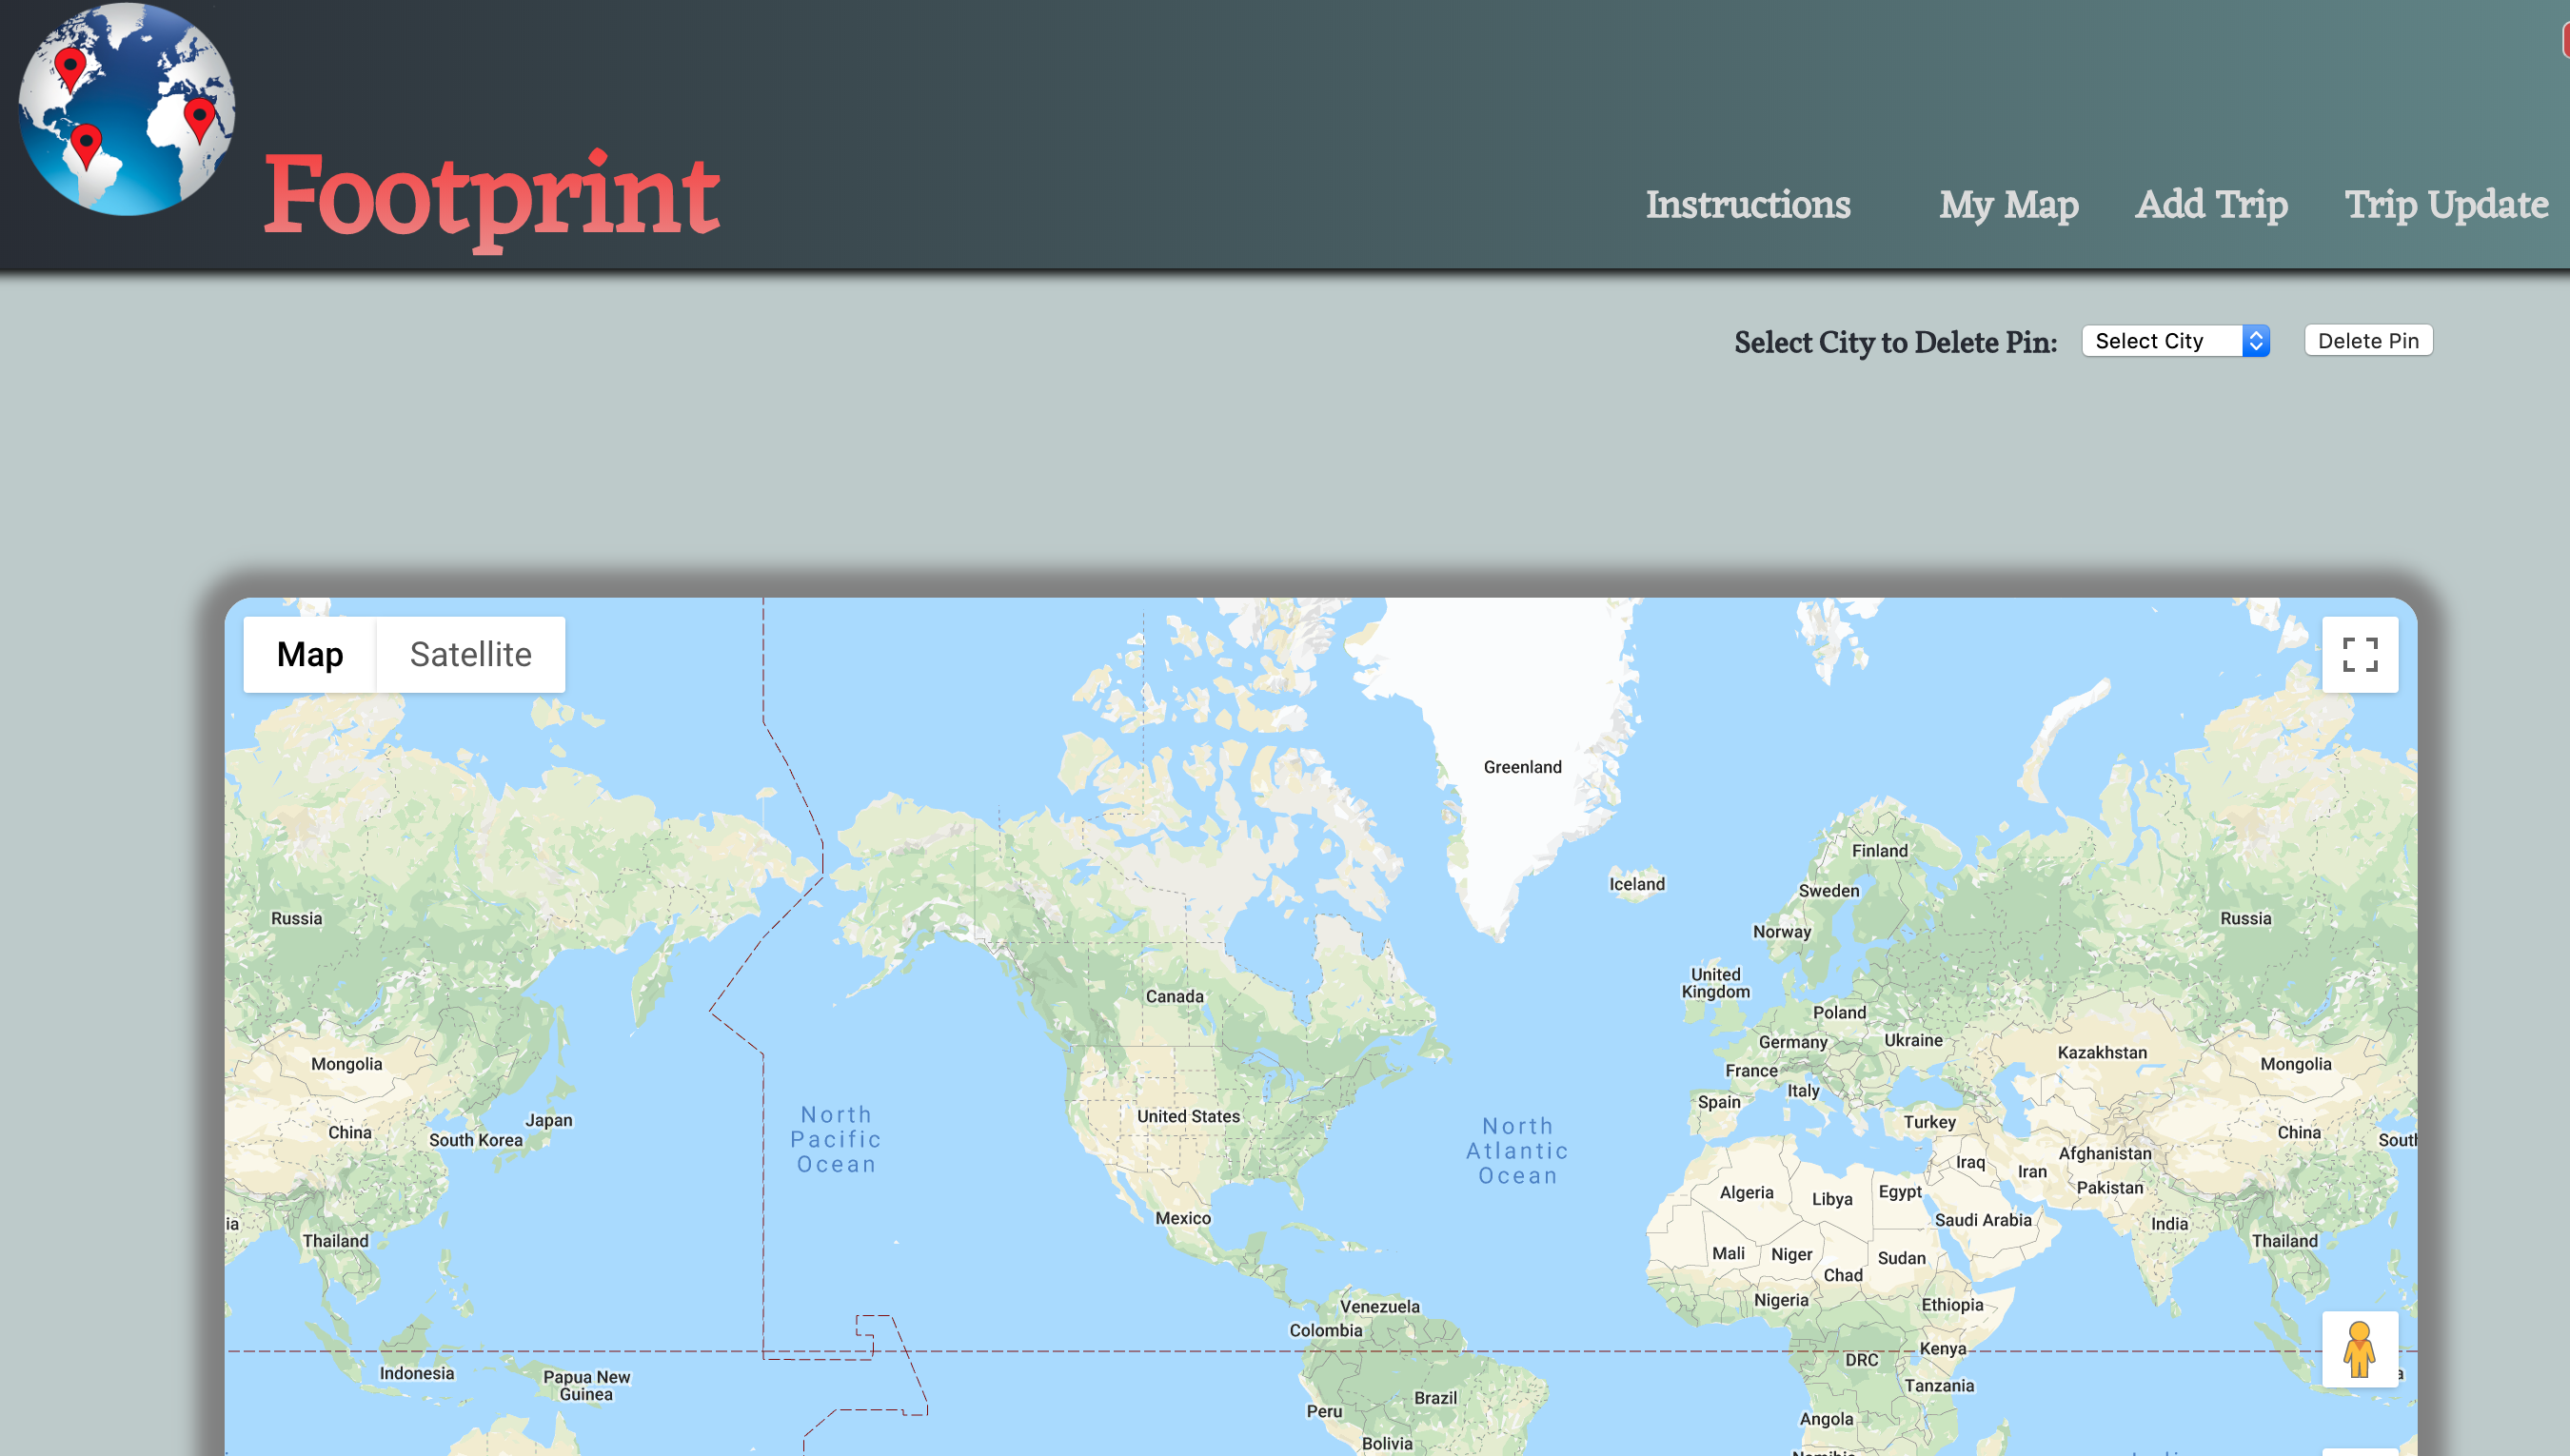 Footprint
Instructions
My Map
Add Trip
Trip Update
Select City to Delete Pin:
Select City
Delete Pin
Map
Satellite
Greenland
Finland
Iceland
Sweden
Russia
Russia
Norway
United
Kingdom
Canada
Poland
Germany
Ukraine
Kazakhstan
Mongolia
Mongolia
France
Italy
Spain
United States
North
Pacific
Ocean
North
Atlantic
Ocean
Japan
South Korea
China
Turkey
China
South
Afghanistan
Iraq
Iran
Pakistan
Algeria
Libya
Egypt
Mexico
Saudi Arabia
India
ia
Thailand
Thailand
Mali
Niger
Sudan
Chad
Nigeria
Ethiopia
Venezuela
Colombia
Kenya
DRC
Indonesia
Papua New
Guinea
Tanzania
Brazil
Peru
Angola
Bolivia